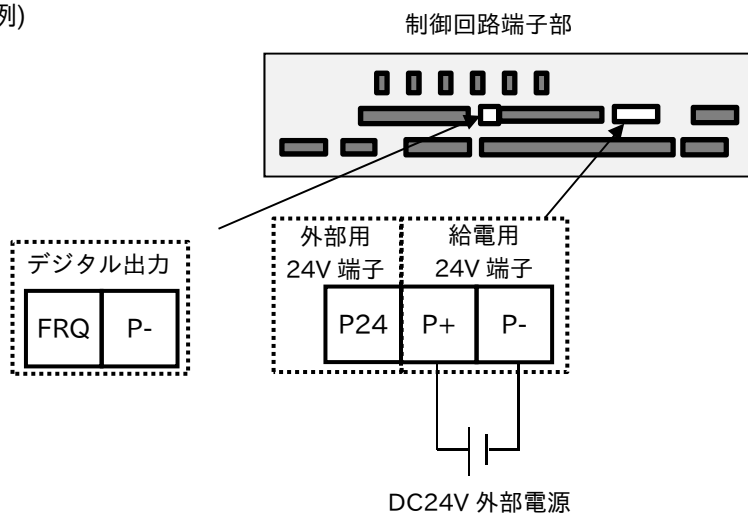 例)
制御回路端子部
外部用
24V 端子
給電用
24V 端子
デジタル出力
FRQ
P-
P24
P+
P-
DC24V 外部電源